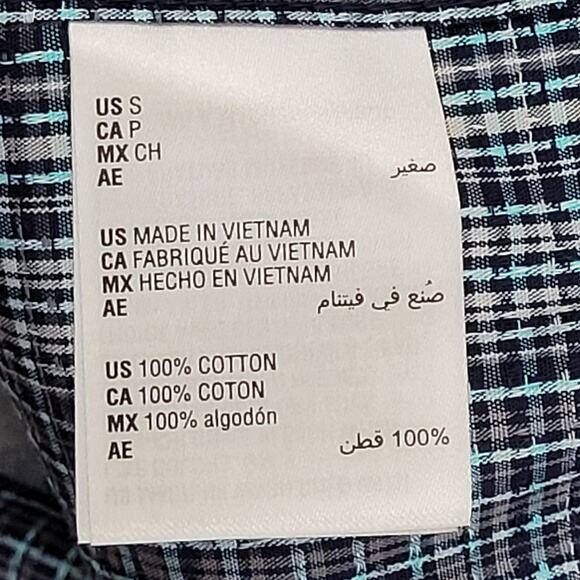 US S
CA P
MX CH
AE صغير
US MADE IN VIETNAM
CA FABRIQUÉ AU VIETNAM
MX HECHO EN VIETNAM
AE صُنع في فيتنام
US 100% COTTON
CA 100% COTON
MX 100% algodón
AE 100% قطن